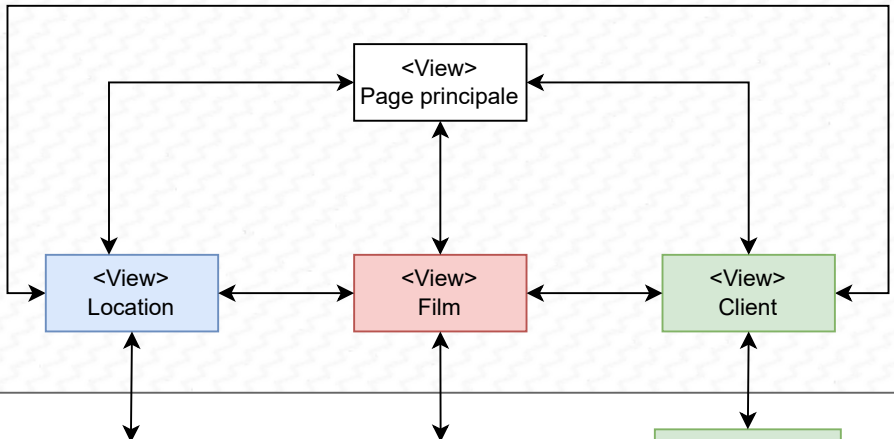 <View>
Page principale
<View>
Location
<View>
Film
<View>
Client